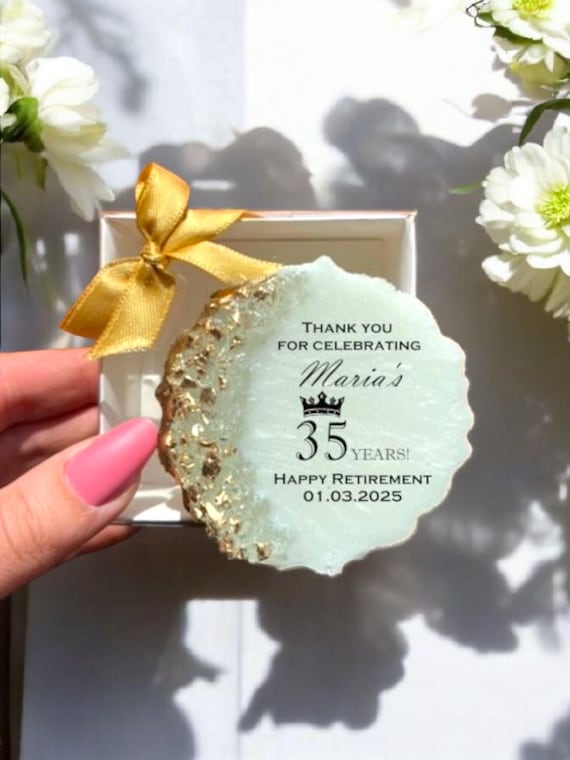 THANK YOU
FOR CELEBRATING
Maria's
35 YEARS!
HAPPY RETIREMENT
01.03.2025